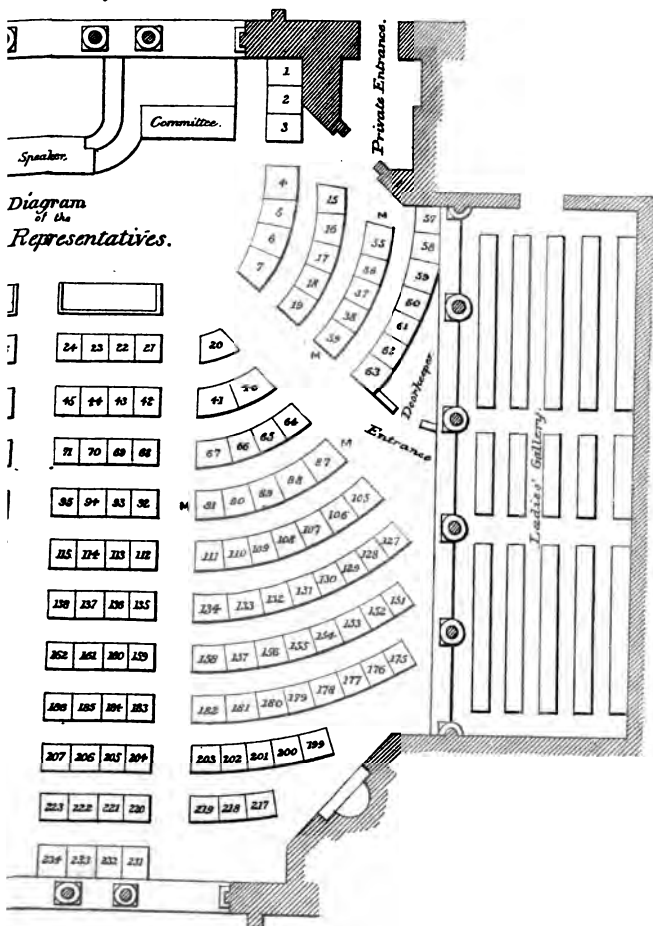 1
2
3
Private Entrance.
Committee.
Speaker.
Diagram
of the
Representatives.
4
5
6
7
15
16
17
18
19
M
35
36
37
38
39
M
57
58
59
60
61
62
63
Doorkeeper
Entrance
Ladies' Gallery.
24 23 22 21
20
45 44 43 42
41
71 70 69 68
67 66 65 64
M
96 94 93 92
M
91 90 89 88 87
115 114 113 112
111 110 109 108 107 106 105
138 137 136 135
134 133 132 131 130 129 128 127
162 161 160 159
158 157 156 155 154 153 152 151
186 185 184 183
182 181 180 179 178 177 176 175
207 206 205 204
203 202 201 200 199
223 222 221 220
219 218 217
234 233 232 231